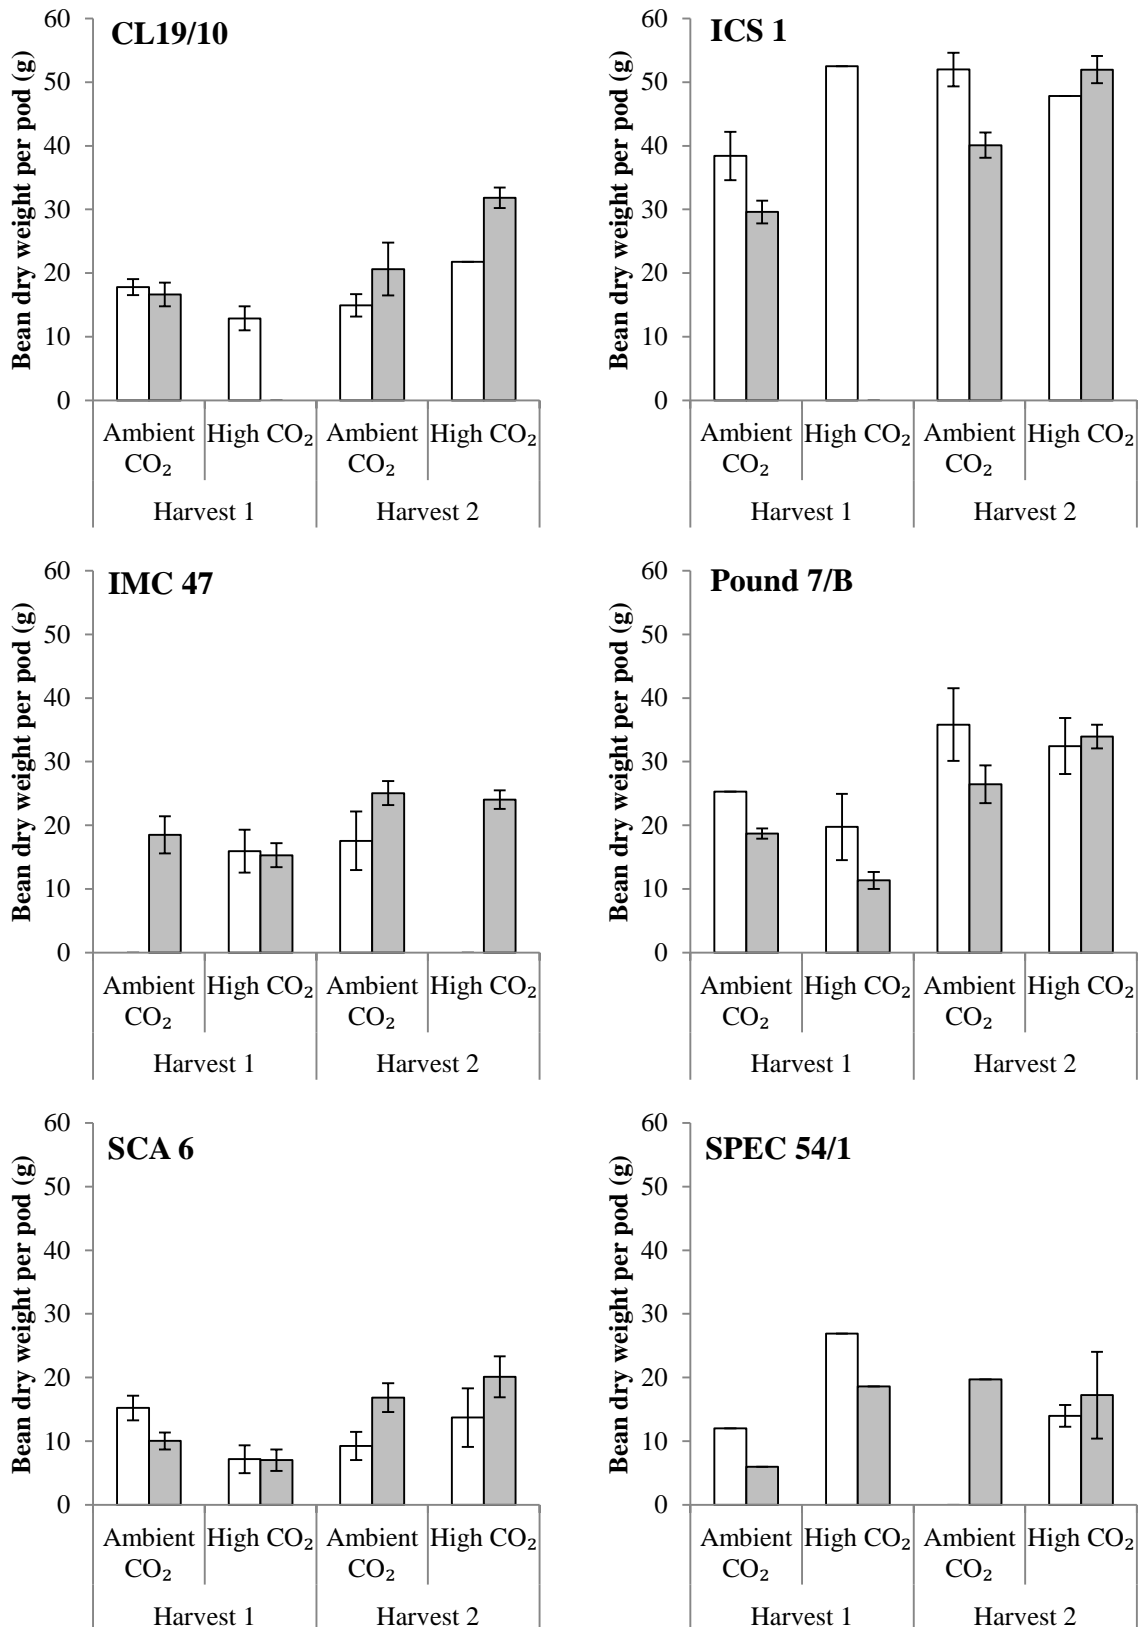 CL19/10
Bean dry weight per pod (g)
60
50
40
30
20
10
0
Ambient CO₂
High CO₂
Ambient CO₂
High CO₂
Harvest 1
Harvest 2
ICS 1
Bean dry weight per pod (g)
60
50
40
30
20
10
0
Ambient CO₂
High CO₂
Ambient CO₂
High CO₂
Harvest 1
Harvest 2
IMC 47
Bean dry weight per pod (g)
60
50
40
30
20
10
0
Ambient CO₂
High CO₂
Ambient CO₂
High CO₂
Harvest 1
Harvest 2
Pound 7/B
Bean dry weight per pod (g)
60
50
40
30
20
10
0
Ambient CO₂
High CO₂
Ambient CO₂
High CO₂
Harvest 1
Harvest 2
SCA 6
Bean dry weight per pod (g)
60
50
40
30
20
10
0
Ambient CO₂
High CO₂
Ambient CO₂
High CO₂
Harvest 1
Harvest 2
SPEC 54/1
Bean dry weight per pod (g)
60
50
40
30
20
10
0
Ambient CO₂
High CO₂
Ambient CO₂
High CO₂
Harvest 1
Harvest 2